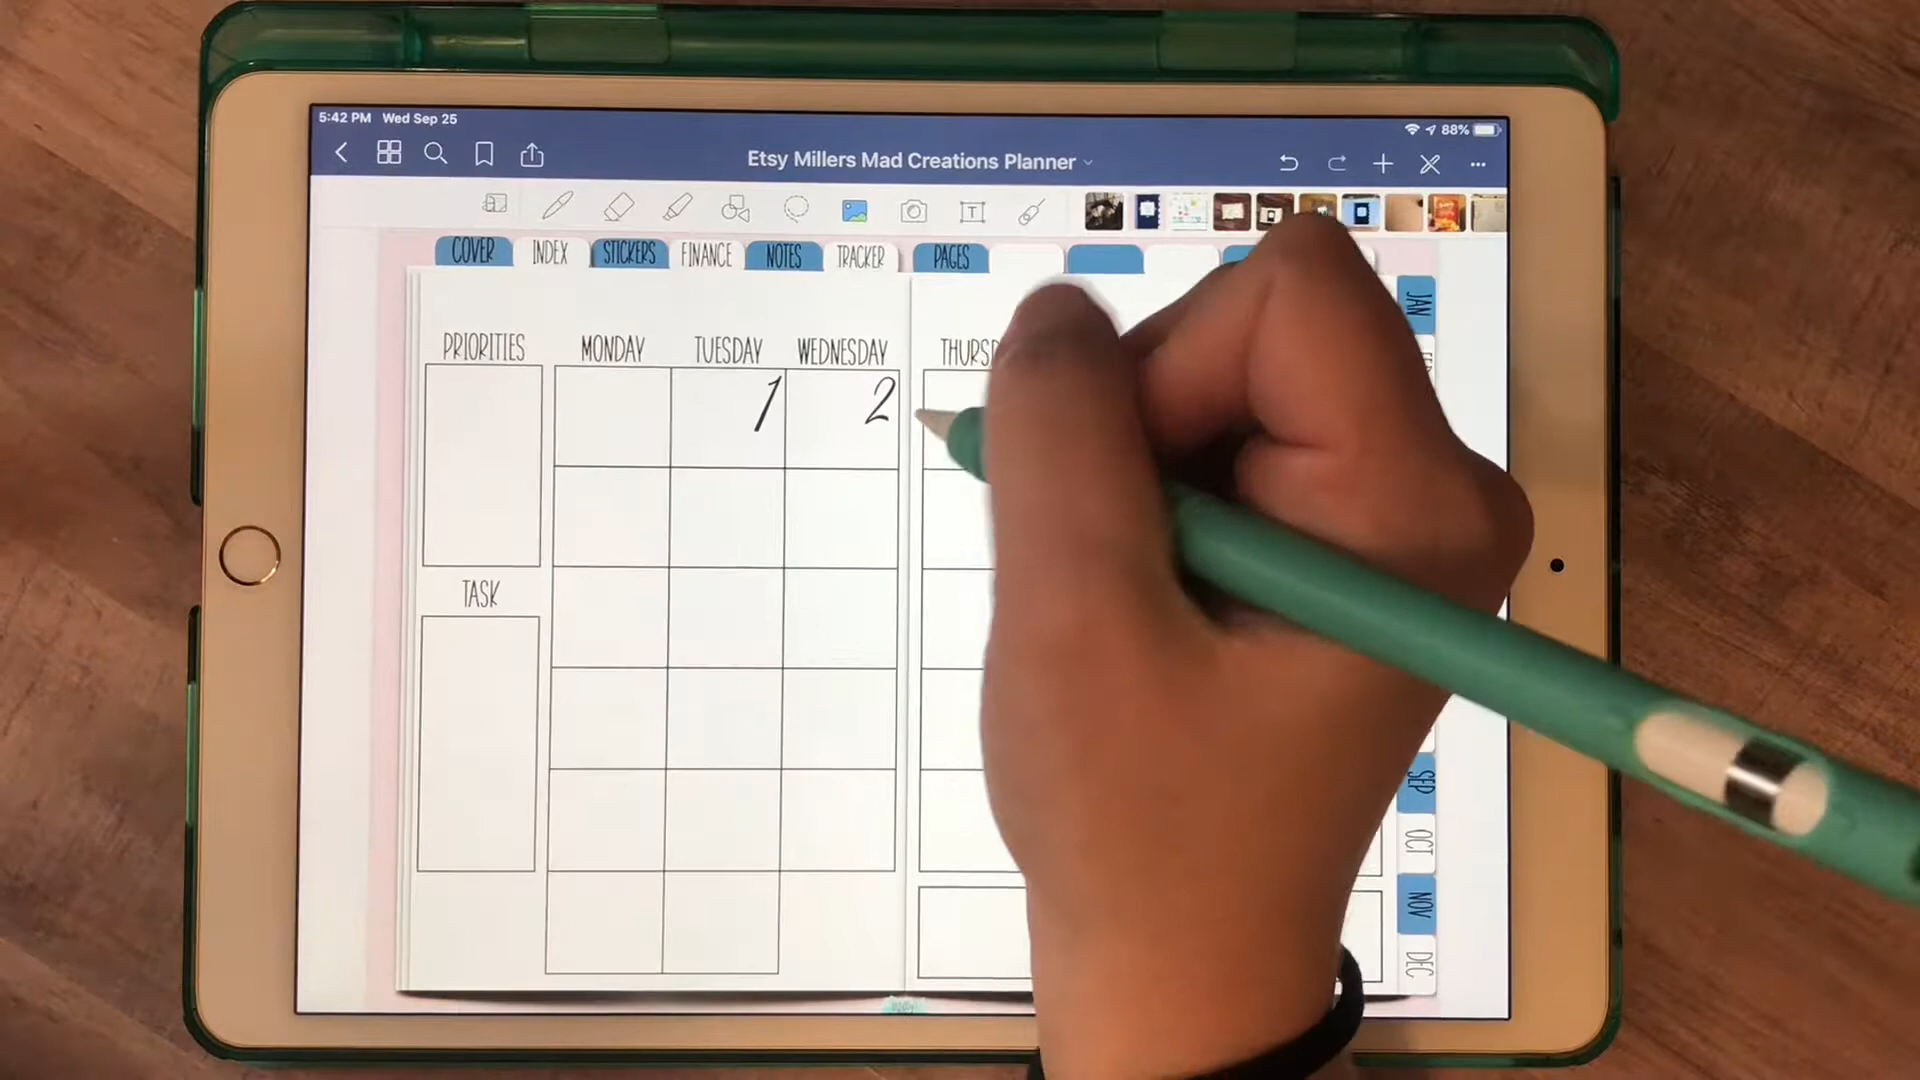 5:42 PM Wed Sep 25
88%
Etsy Millers Mad Creations Planner
COVER INDEX STICKERS FINANCE NOTES TRACKER PAGES
JAN
PRIORITIES MONDAY TUESDAY WEDNESDAY THURSD
1 2
TASK
SEP
OCT
NOV
DEC